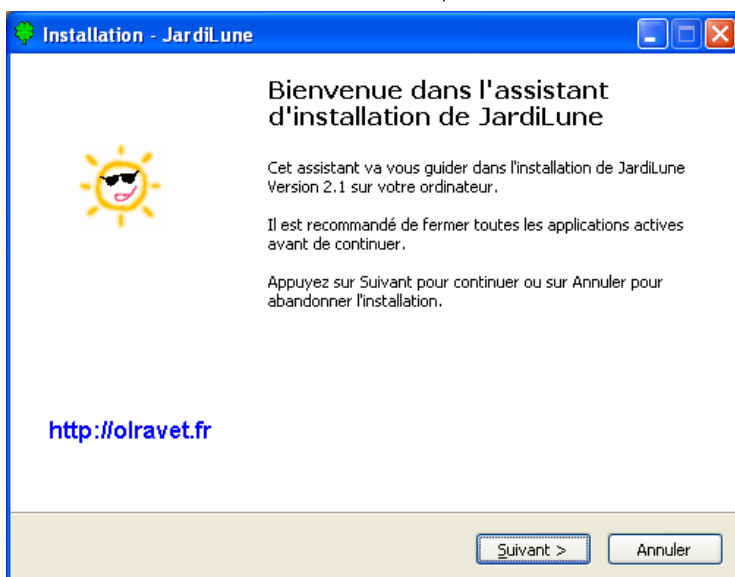 Installation - JardiLune
Bienvenue dans l'assistant
d'installation de JardiLune
Cet assistant va vous guider dans l'installation de JardiLune
Version 2.1 sur votre ordinateur.
Il est recommandé de fermer toutes les applications actives
avant de continuer.
Appuyez sur Suivant pour continuer ou sur Annuler pour
abandonner l'installation.
http://olravet.fr
Suivant >
Annuler